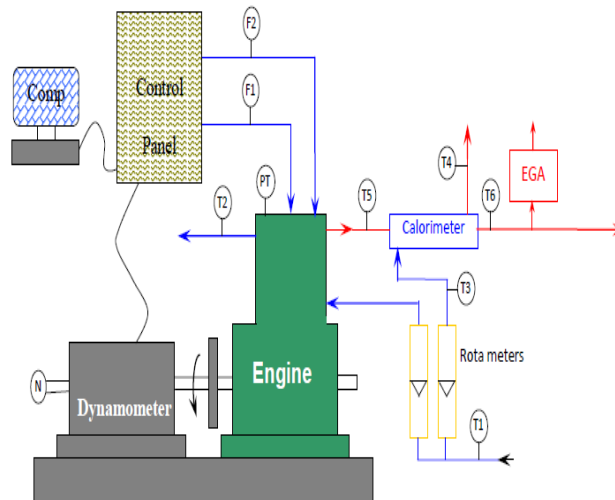 F2
Comp
Control
Panel
F1
PT
T2
T5
T4
T6
EGA
Calorimeter
T3
Engine
Rota meters
N
Dynamometer
T1